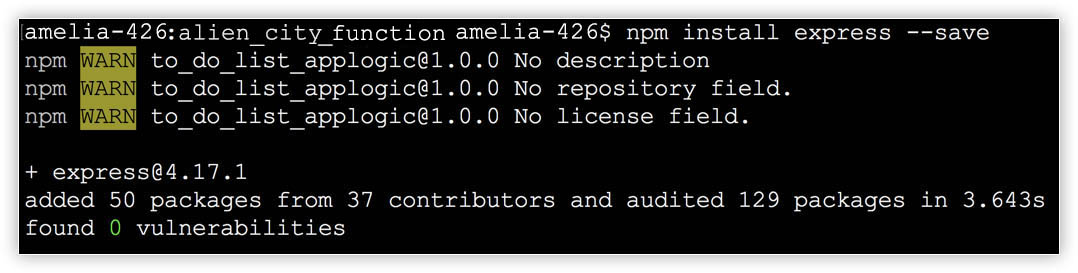 [amelia-426:alien_city_function amelia-426$ npm install express --save
npm WARN to_do_list_applogic@1.0.0 No description
npm WARN to_do_list_applogic@1.0.0 No repository field.
npm WARN to_do_list_applogic@1.0.0 No license field.
+ express@4.17.1
added 50 packages from 37 contributors and audited 129 packages in 3.643s
found 0 vulnerabilities